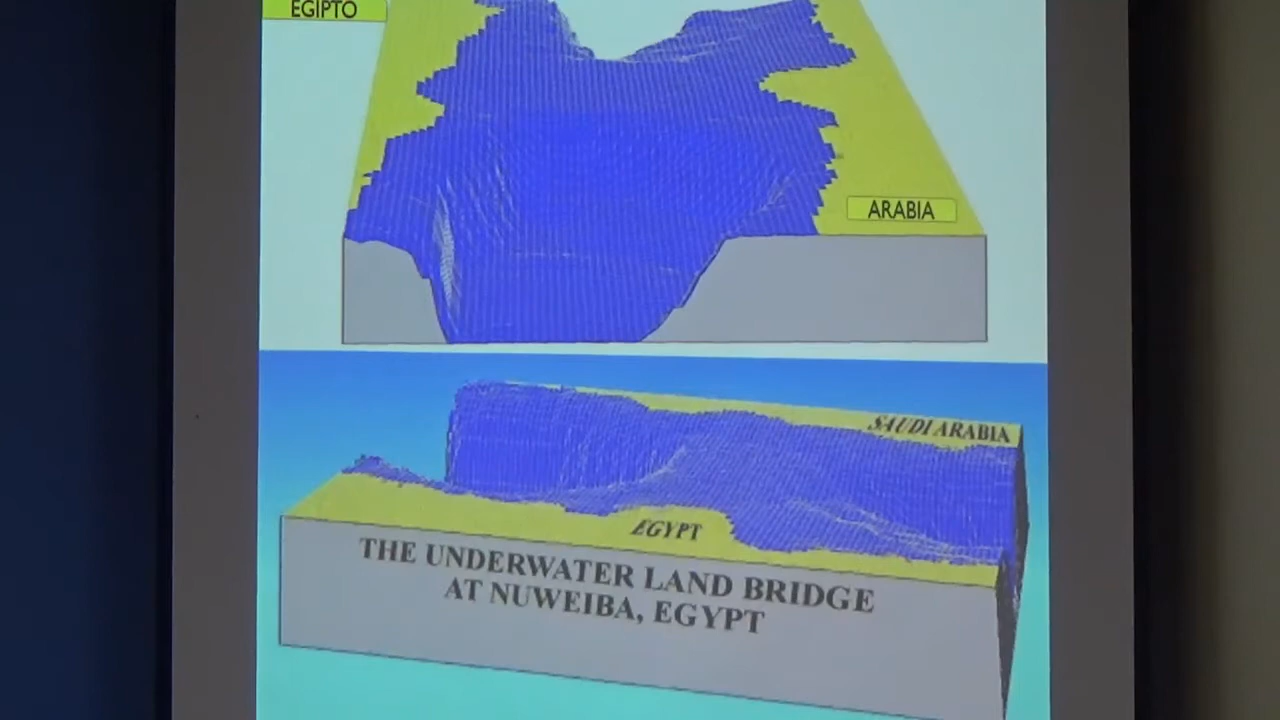 EGIPTO
ARABIA
SAUDI ARABIA
EGYPT
THE UNDERWATER LAND BRIDGE
AT NUWEIBA, EGYPT